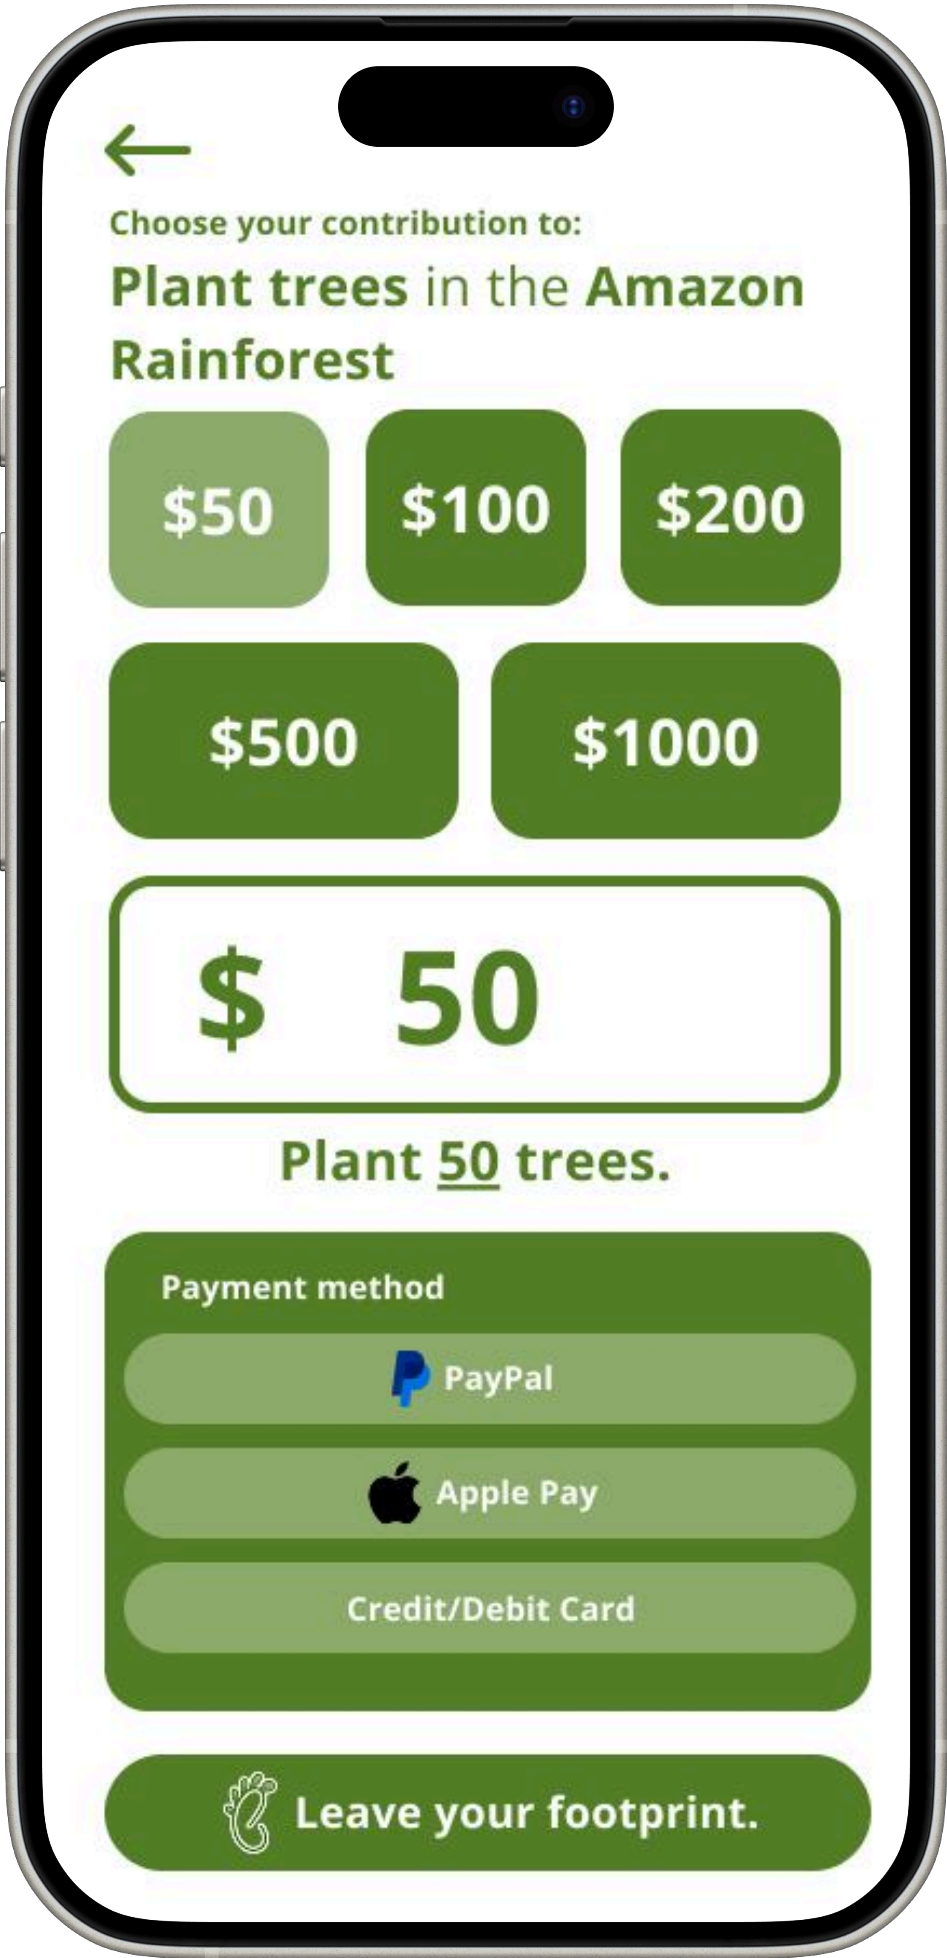 Choose your contribution to:
Plant trees in the Amazon
Rainforest
$50 $100 $200
$500 $1000
$ 50
Plant 50 trees.
Payment method
PayPal
Apple Pay
Credit/Debit Card
Leave your footprint.